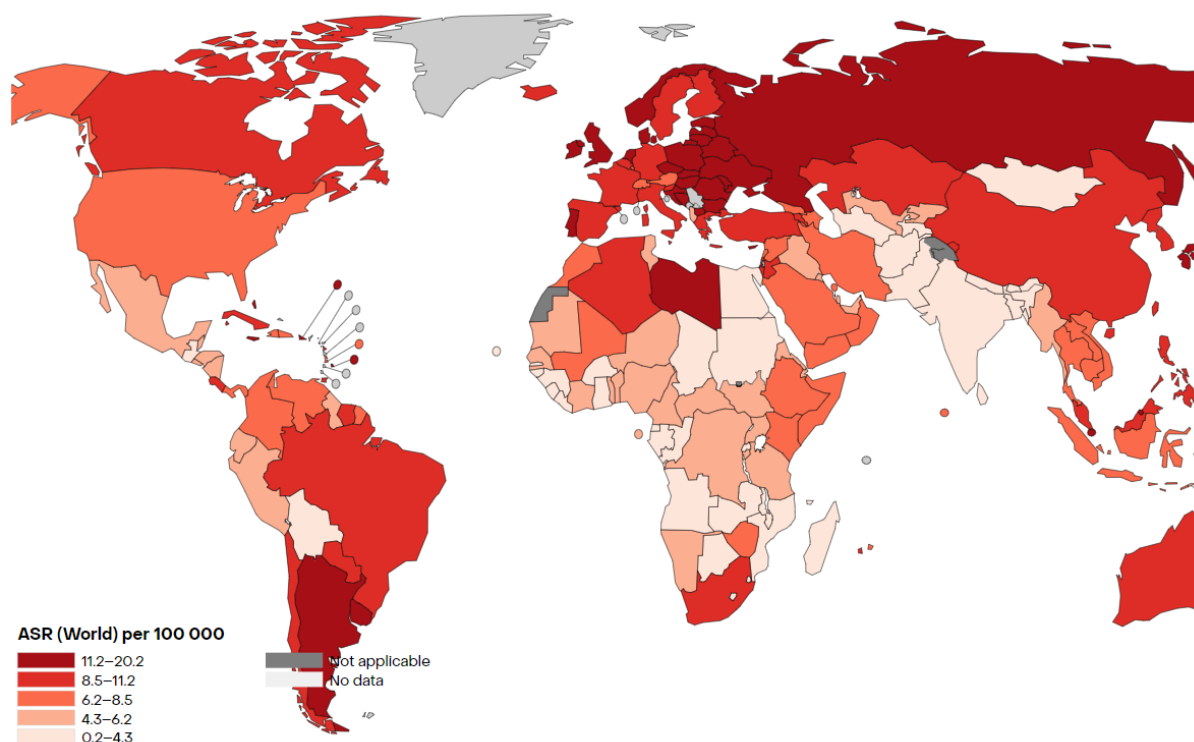 ASR (World) per 100 000
11.2–20.2
8.5–11.2
6.2–8.5
4.3–6.2
0.2–4.3
Not applicable
No data